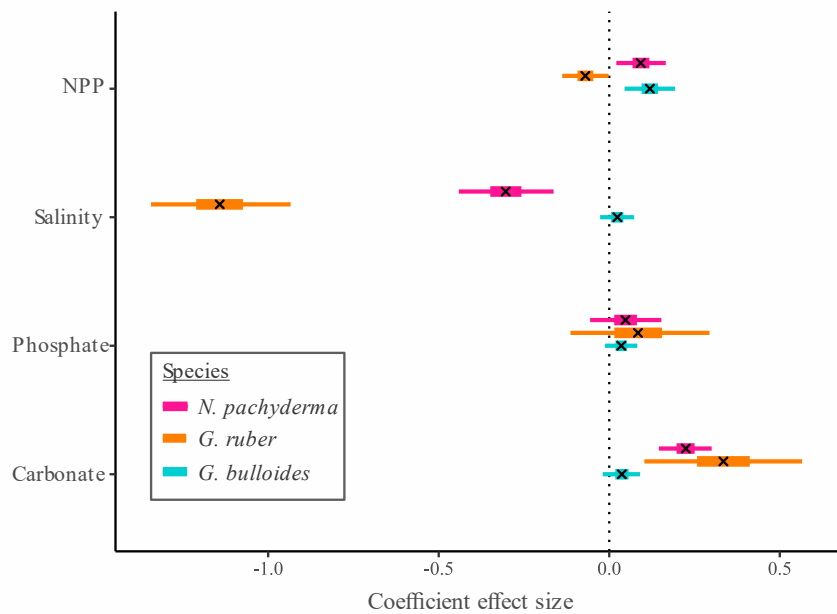 NPP
Salinity
Phosphate
Carbonate
Species
N. pachyderma
G. ruber
G. bulloides
-1.0
-0.5
0.0
0.5
Coefficient effect size